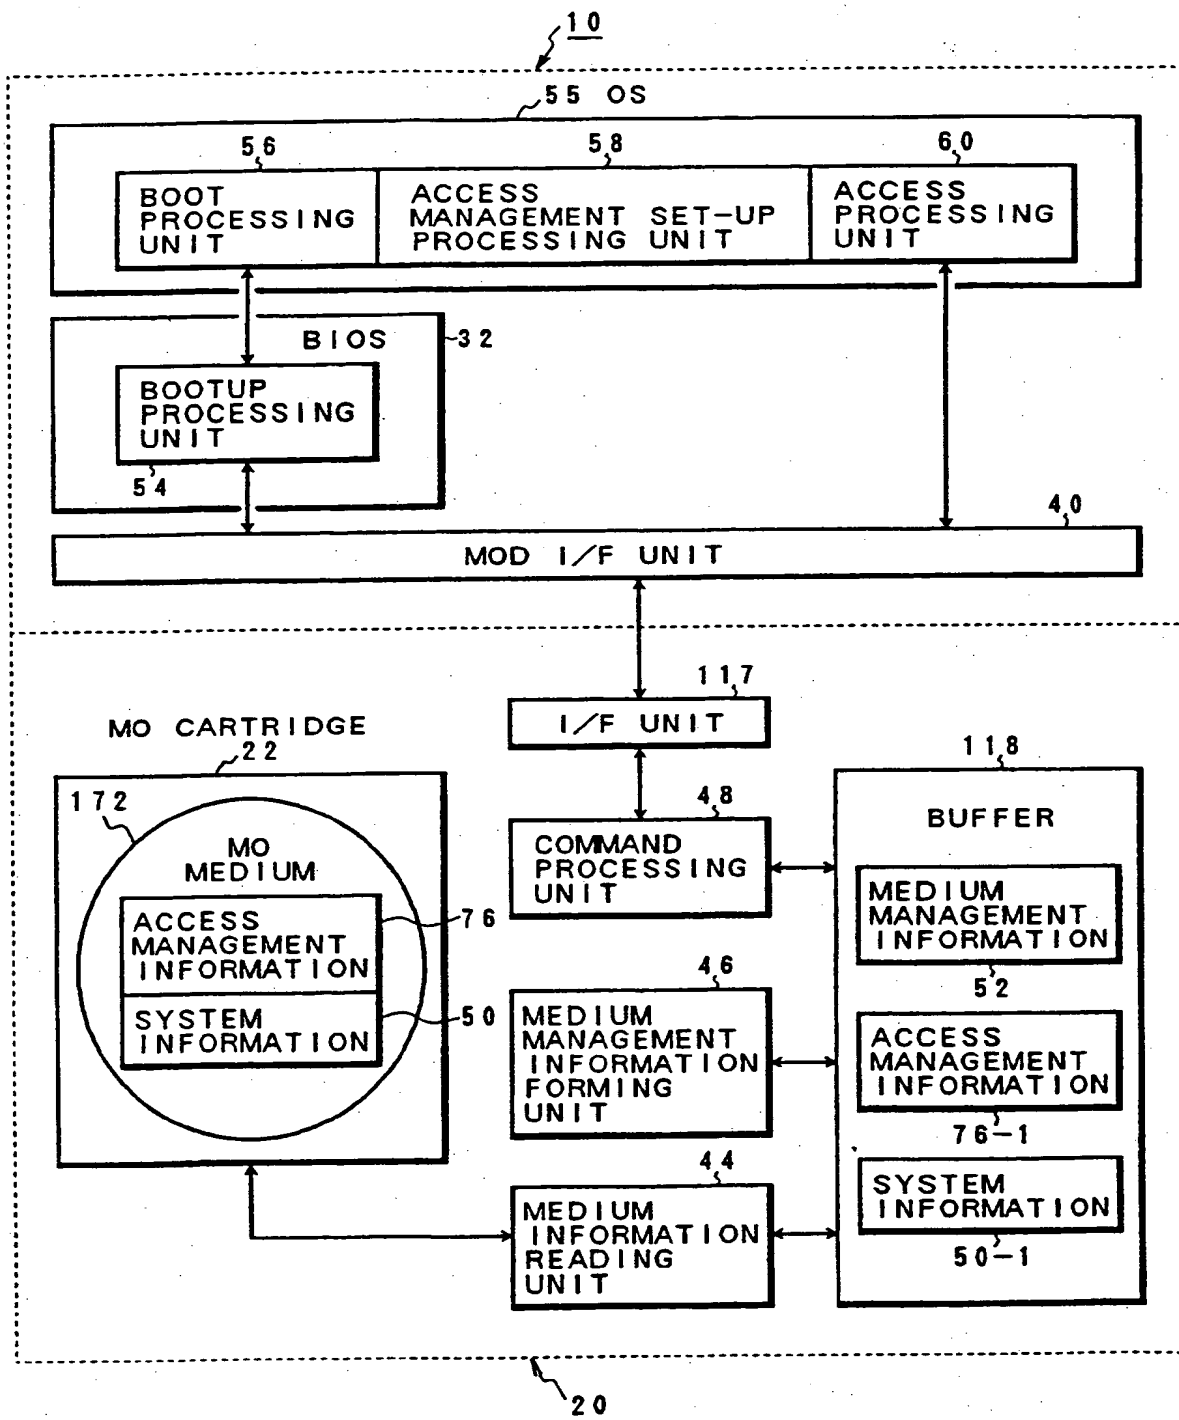 10
55 OS
56
58
60
BOOT
PROCESSING
UNIT
ACCESS
MANAGEMENT SET-UP
PROCESSING UNIT
ACCESS
PROCESSING
UNIT
BIOS
32
BOOTUP
PROCESSING
UNIT
54
40
MOD I/F UNIT
117
I/F UNIT
MO CARTRIDGE
22
172
MO
MEDIUM
ACCESS
MANAGEMENT
INFORMATION
76
SYSTEM
INFORMATION
50
48
COMMAND
PROCESSING
UNIT
46
MEDIUM
MANAGEMENT
INFORMATION
FORMING
UNIT
44
MEDIUM
INFORMATION
READING
UNIT
118
BUFFER
MEDIUM
MANAGEMENT
INFORMATION
52
ACCESS
MANAGEMENT
INFORMATION
76-1
SYSTEM
INFORMATION
50-1
20